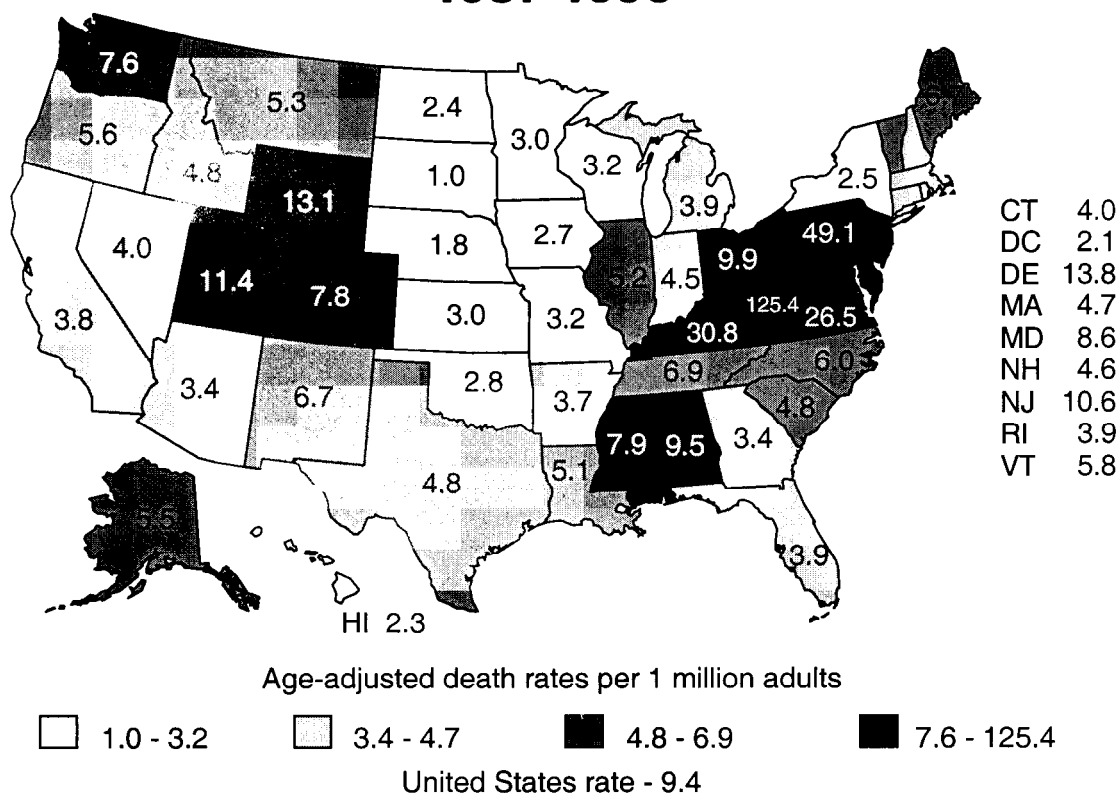 7.6
5.3
2.4
5.6
3.0
4.8
1.0
3.2
2.5
13.1
3.9
4.0
1.8
2.7
49.1
9.9
11.4
7.8
5.2
4.5
3.8
3.0
3.2
125.4
26.5
30.8
3.4
6.7
2.8
3.7
6.9
6.0
4.8
7.9
9.5
3.4
4.8
5.1
3.9
HI 2.3
CT 4.0
DC 2.1
DE 13.8
MA 4.7
MD 8.6
NH 4.6
NJ 10.6
RI 3.9
VT 5.8
Age-adjusted death rates per 1 million adults
1.0 - 3.2
3.4 - 4.7
4.8 - 6.9
7.6 - 125.4
United States rate - 9.4